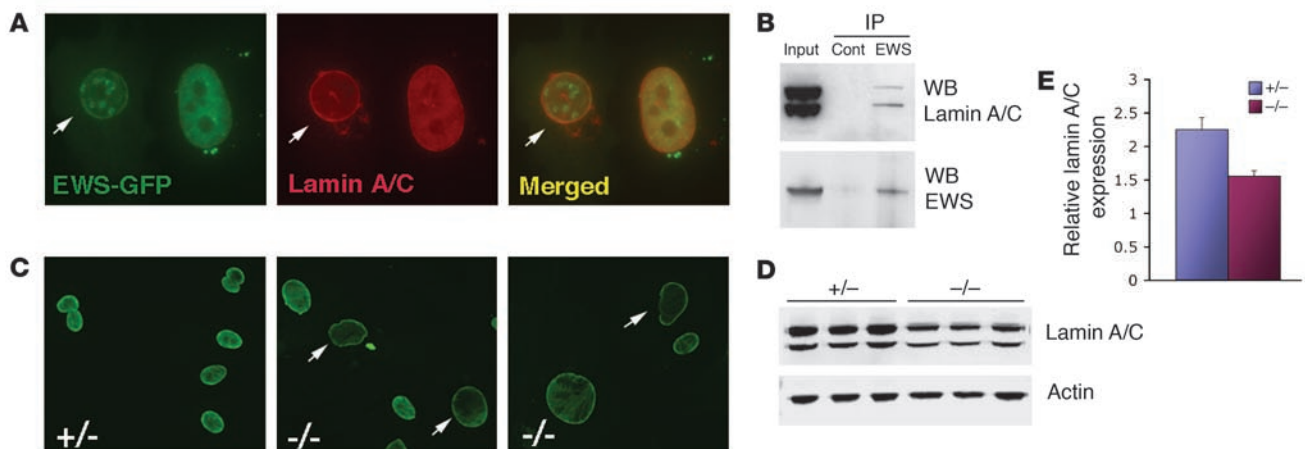 A
EWS-GFP
Lamin A/C
Merged
B
IP
Input Cont EWS
WB
Lamin A/C
WB
EWS
C
+/-
-/-
-/-
D
+/– –/–
Lamin A/C
Actin
E
Relative lamin A/C
expression
3
2.5
2
1.5
1
0.5
0
+/–
–/–